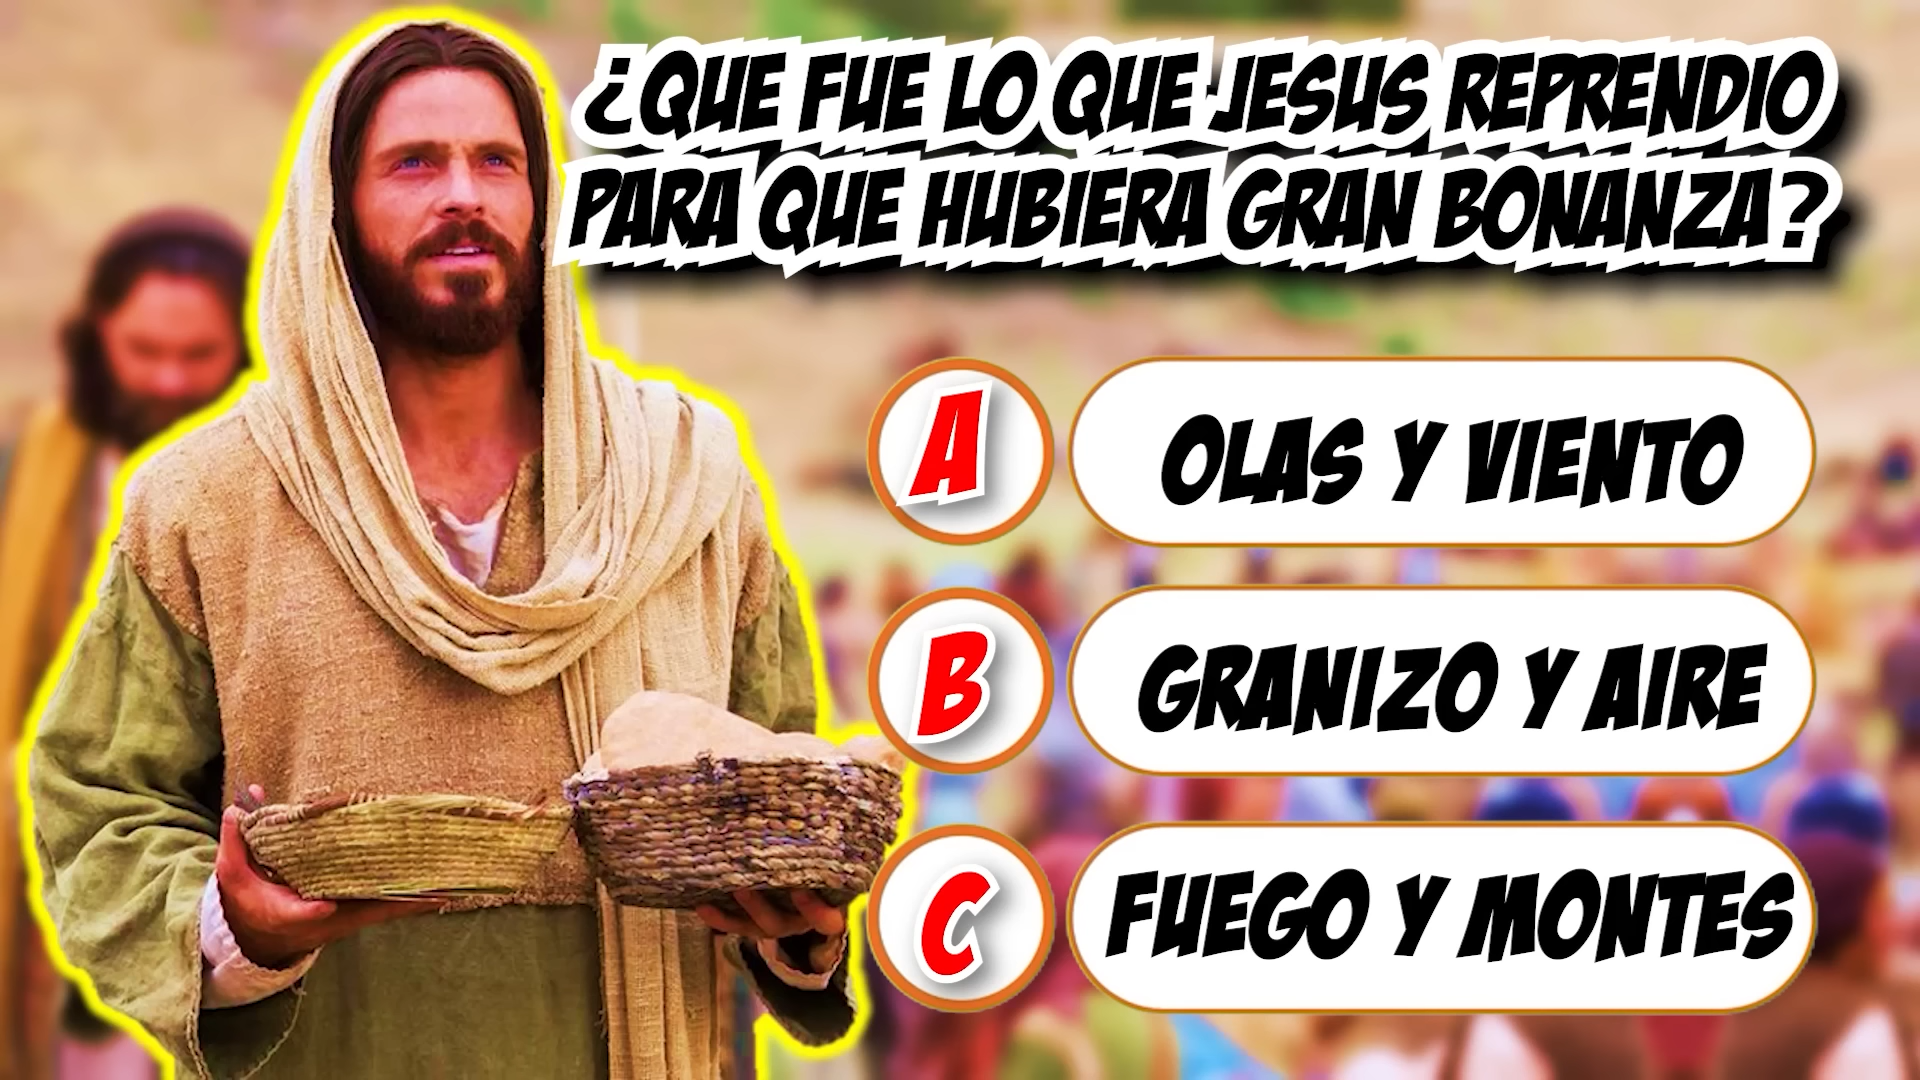 ¿QUE FUE LO QUE JESUS REPRENDIO
PARA QUE HUBIERA GRAN BONANZA?
A OLAS Y VIENTO
B GRANIZO Y AIRE
C FUEGO Y MONTES